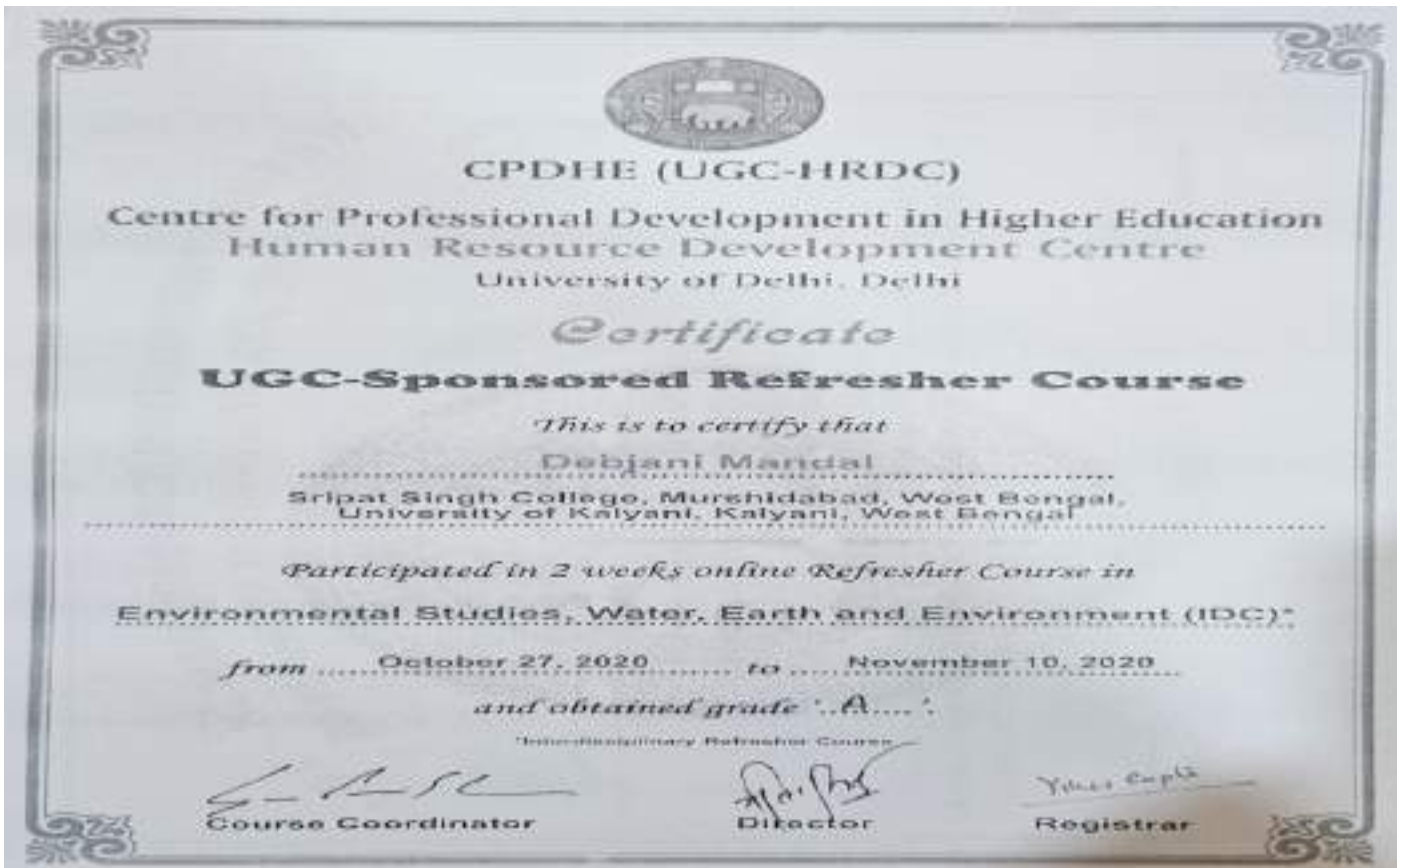 CPDHE (UGC-HRDC)
Centre for Professional Development in Higher Education
Human Resource Development Centre
University of Delhi, Delhi
Certificate
UGC-Sponsored Refresher Course
This is to certify that
Debjani Mandal
Sripat Singh College, Murshidabad, West Bengal,
University of Kalyani, Kalyani, West Bengal
Participated in 2 weeks online Refresher Course in
Environmental Studies, Water, Earth and Environment (IDC)*
from ..... October 27, 2020 ..... to ..... November 10, 2020 .....
and obtained grade '..A....'.
*Interdisciplinary Refresher Course
Course Coordinator Director Registrar